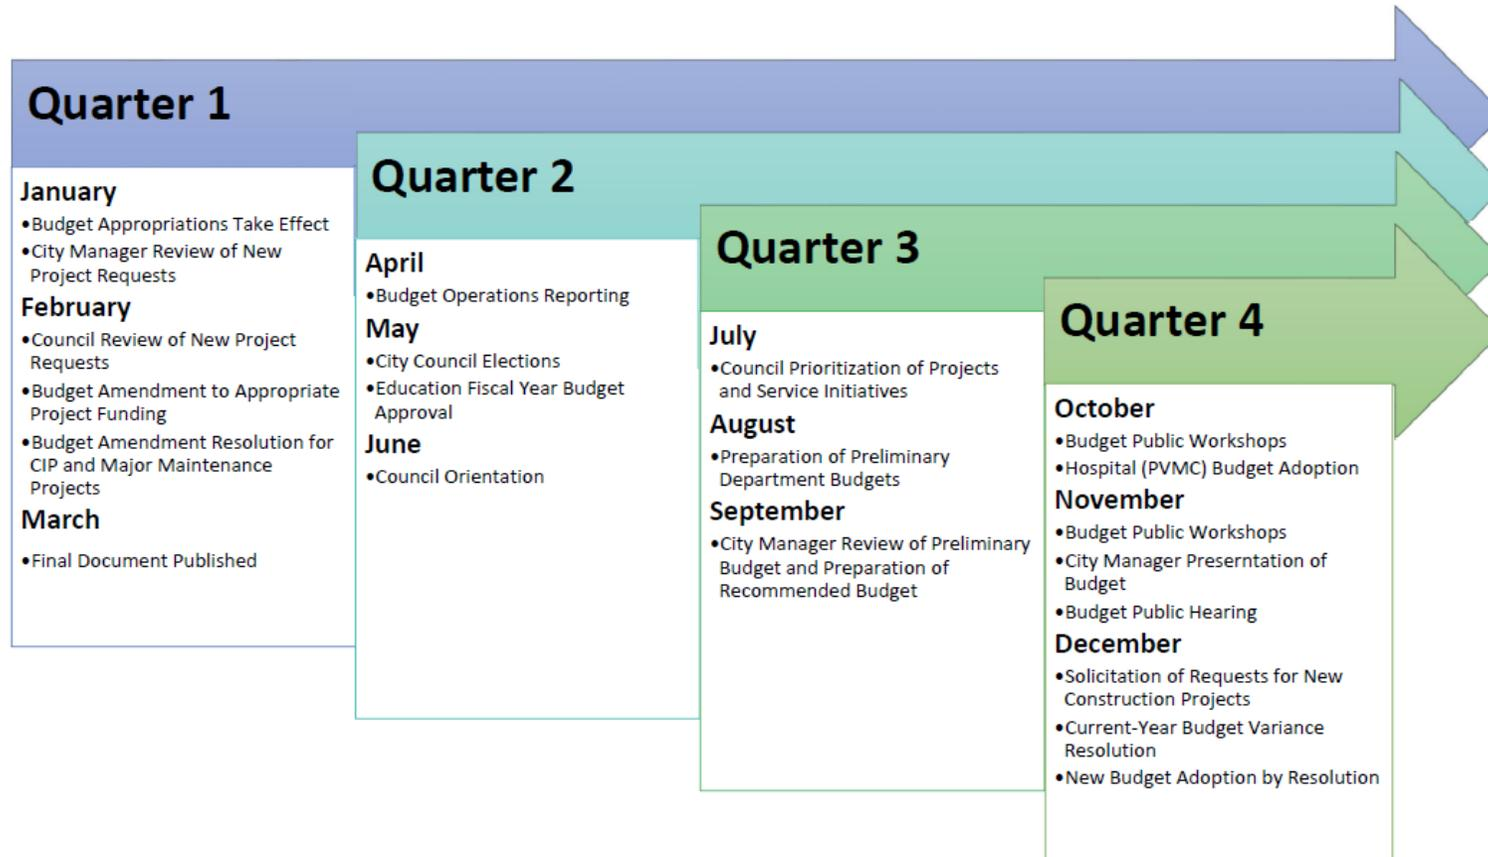 Quarter 1
January
•Budget Appropriations Take Effect
•City Manager Review of New
Project Requests
February
•Council Review of New Project
Requests
•Budget Amendment to Appropriate
Project Funding
•Budget Amendment Resolution for
CIP and Major Maintenance
Projects
March
•Final Document Published
Quarter 2
April
•Budget Operations Reporting
May
•City Council Elections
•Education Fiscal Year Budget
Approval
June
•Council Orientation
Quarter 3
July
•Council Prioritization of Projects
and Service Initiatives
August
•Preparation of Preliminary
Department Budgets
September
•City Manager Review of Preliminary
Budget and Preparation of
Recommended Budget
Quarter 4
October
•Budget Public Workshops
•Hospital (PVMC) Budget Adoption
November
•Budget Public Workshops
•City Manager Preserntation of
Budget
•Budget Public Hearing
December
•Solicitation of Requests for New
Construction Projects
•Current-Year Budget Variance
Resolution
•New Budget Adoption by Resolution